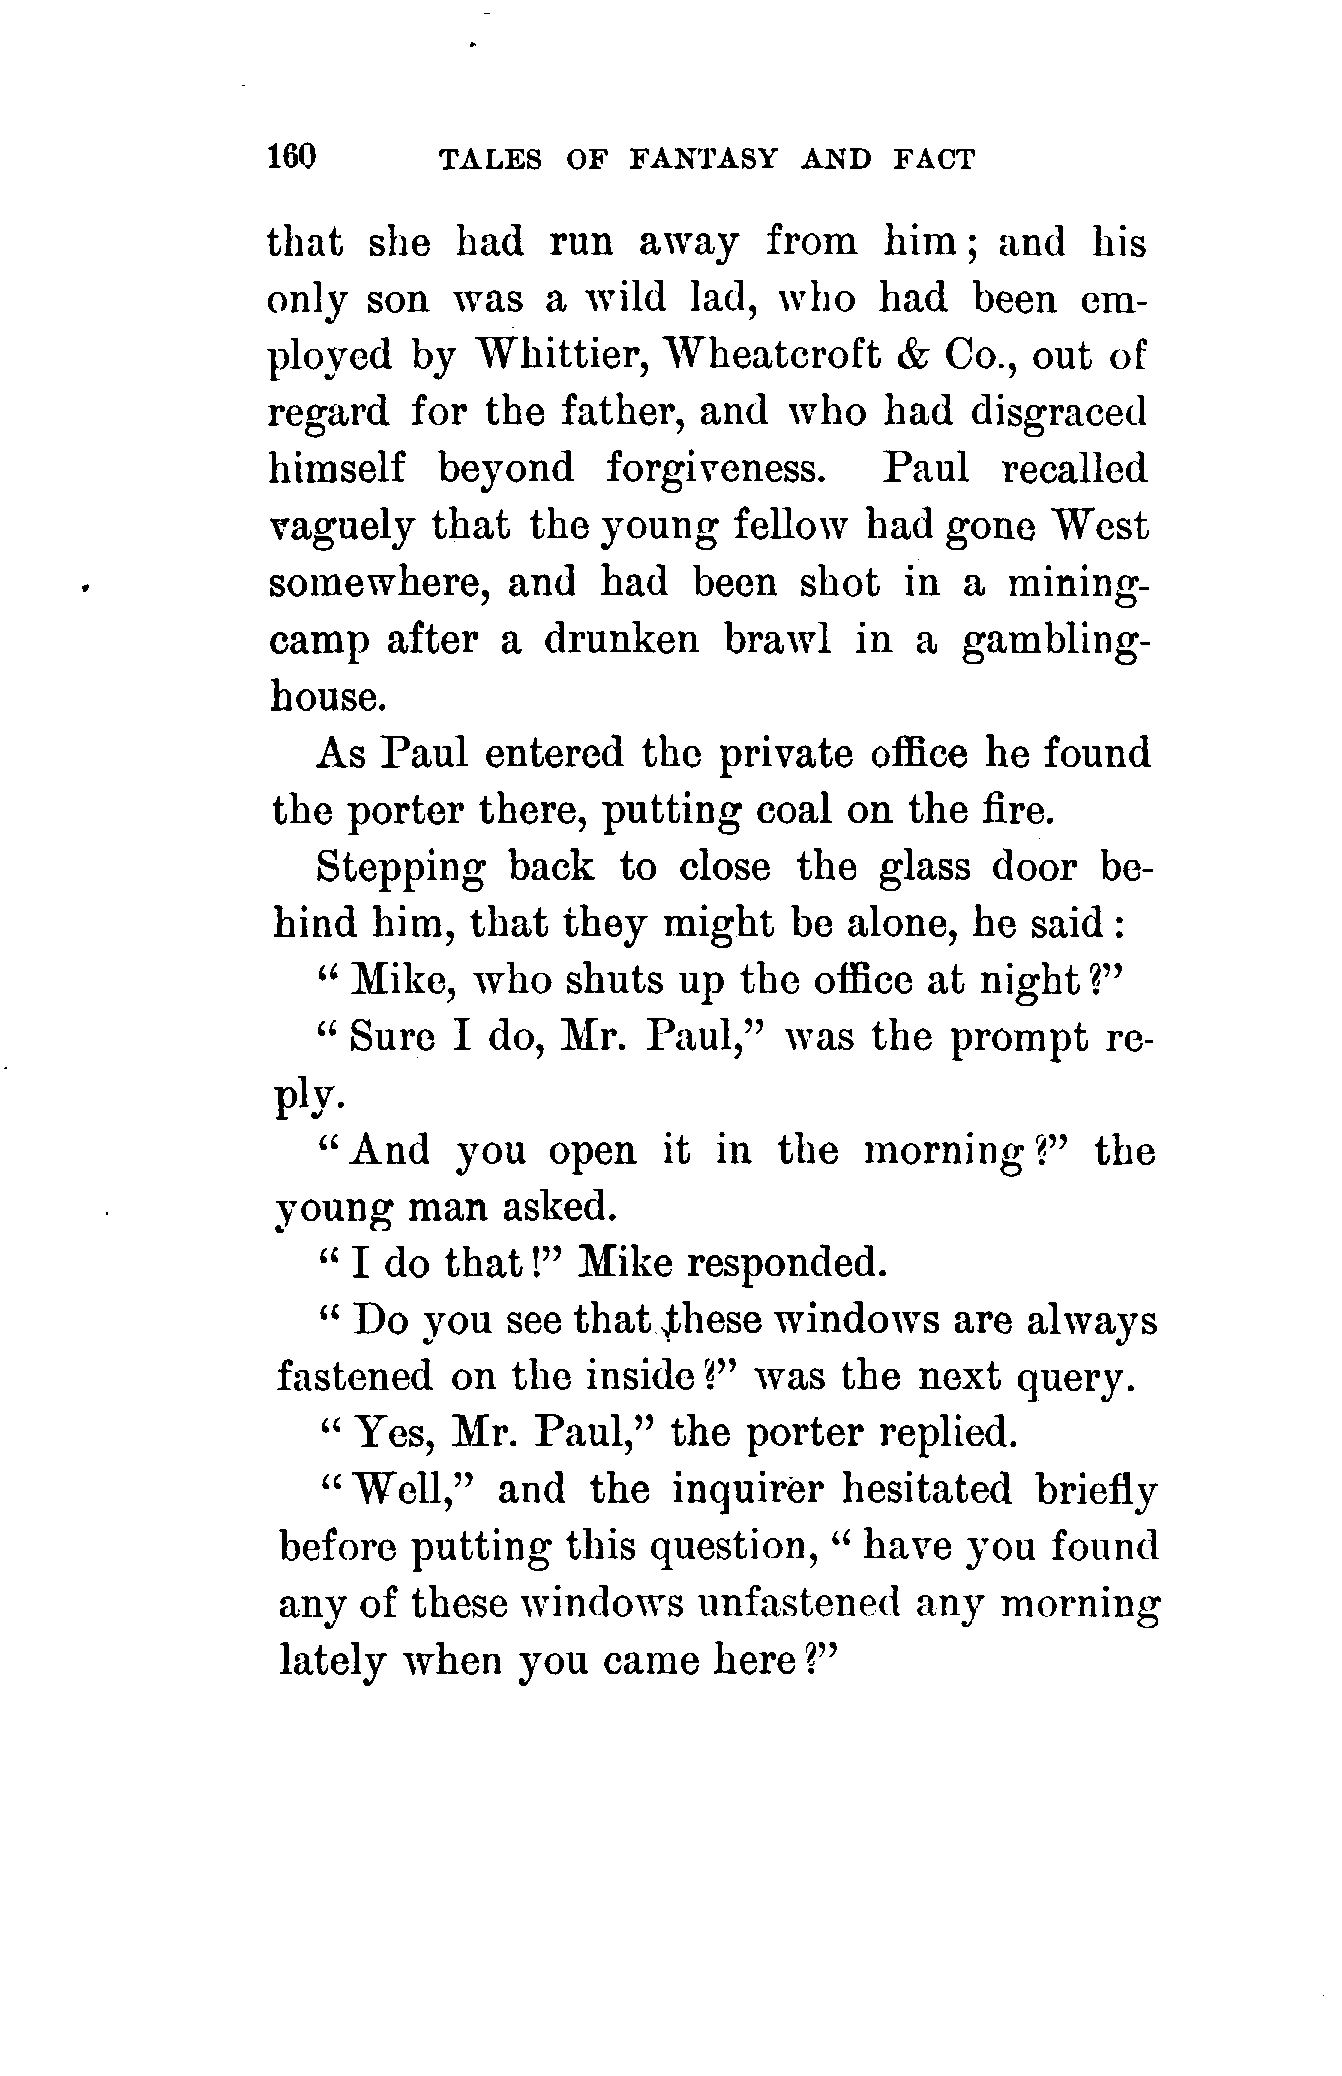 160 TALES OF FANTASY AND FACT
that she had run away from him; and his
only son was a wild lad, who had been em-
ployed by Whittier, Wheatcroft & Co., out of
regard for the father, and who had disgraced
himself beyond forgiveness. Paul recalled
vaguely that the young fellow had gone West
somewhere, and had been shot in a mining-
camp after a drunken brawl in a gambling-
house.
As Paul entered the private office he found
the porter there, putting coal on the fire.
Stepping back to close the glass door be-
hind him, that they might be alone, he said:
“Mike, who shuts up the office at night?”
“Sure I do, Mr. Paul,” was the prompt re-
ply.
“And you open it in the morning?” the
young man asked.
“I do that!” Mike responded.
“Do you see that these windows are always
fastened on the inside?” was the next query.
“Yes, Mr. Paul,” the porter replied.
“Well,” and the inquirer hesitated briefly
before putting this question, “have you found
any of these windows unfastened any morning
lately when you came here?”